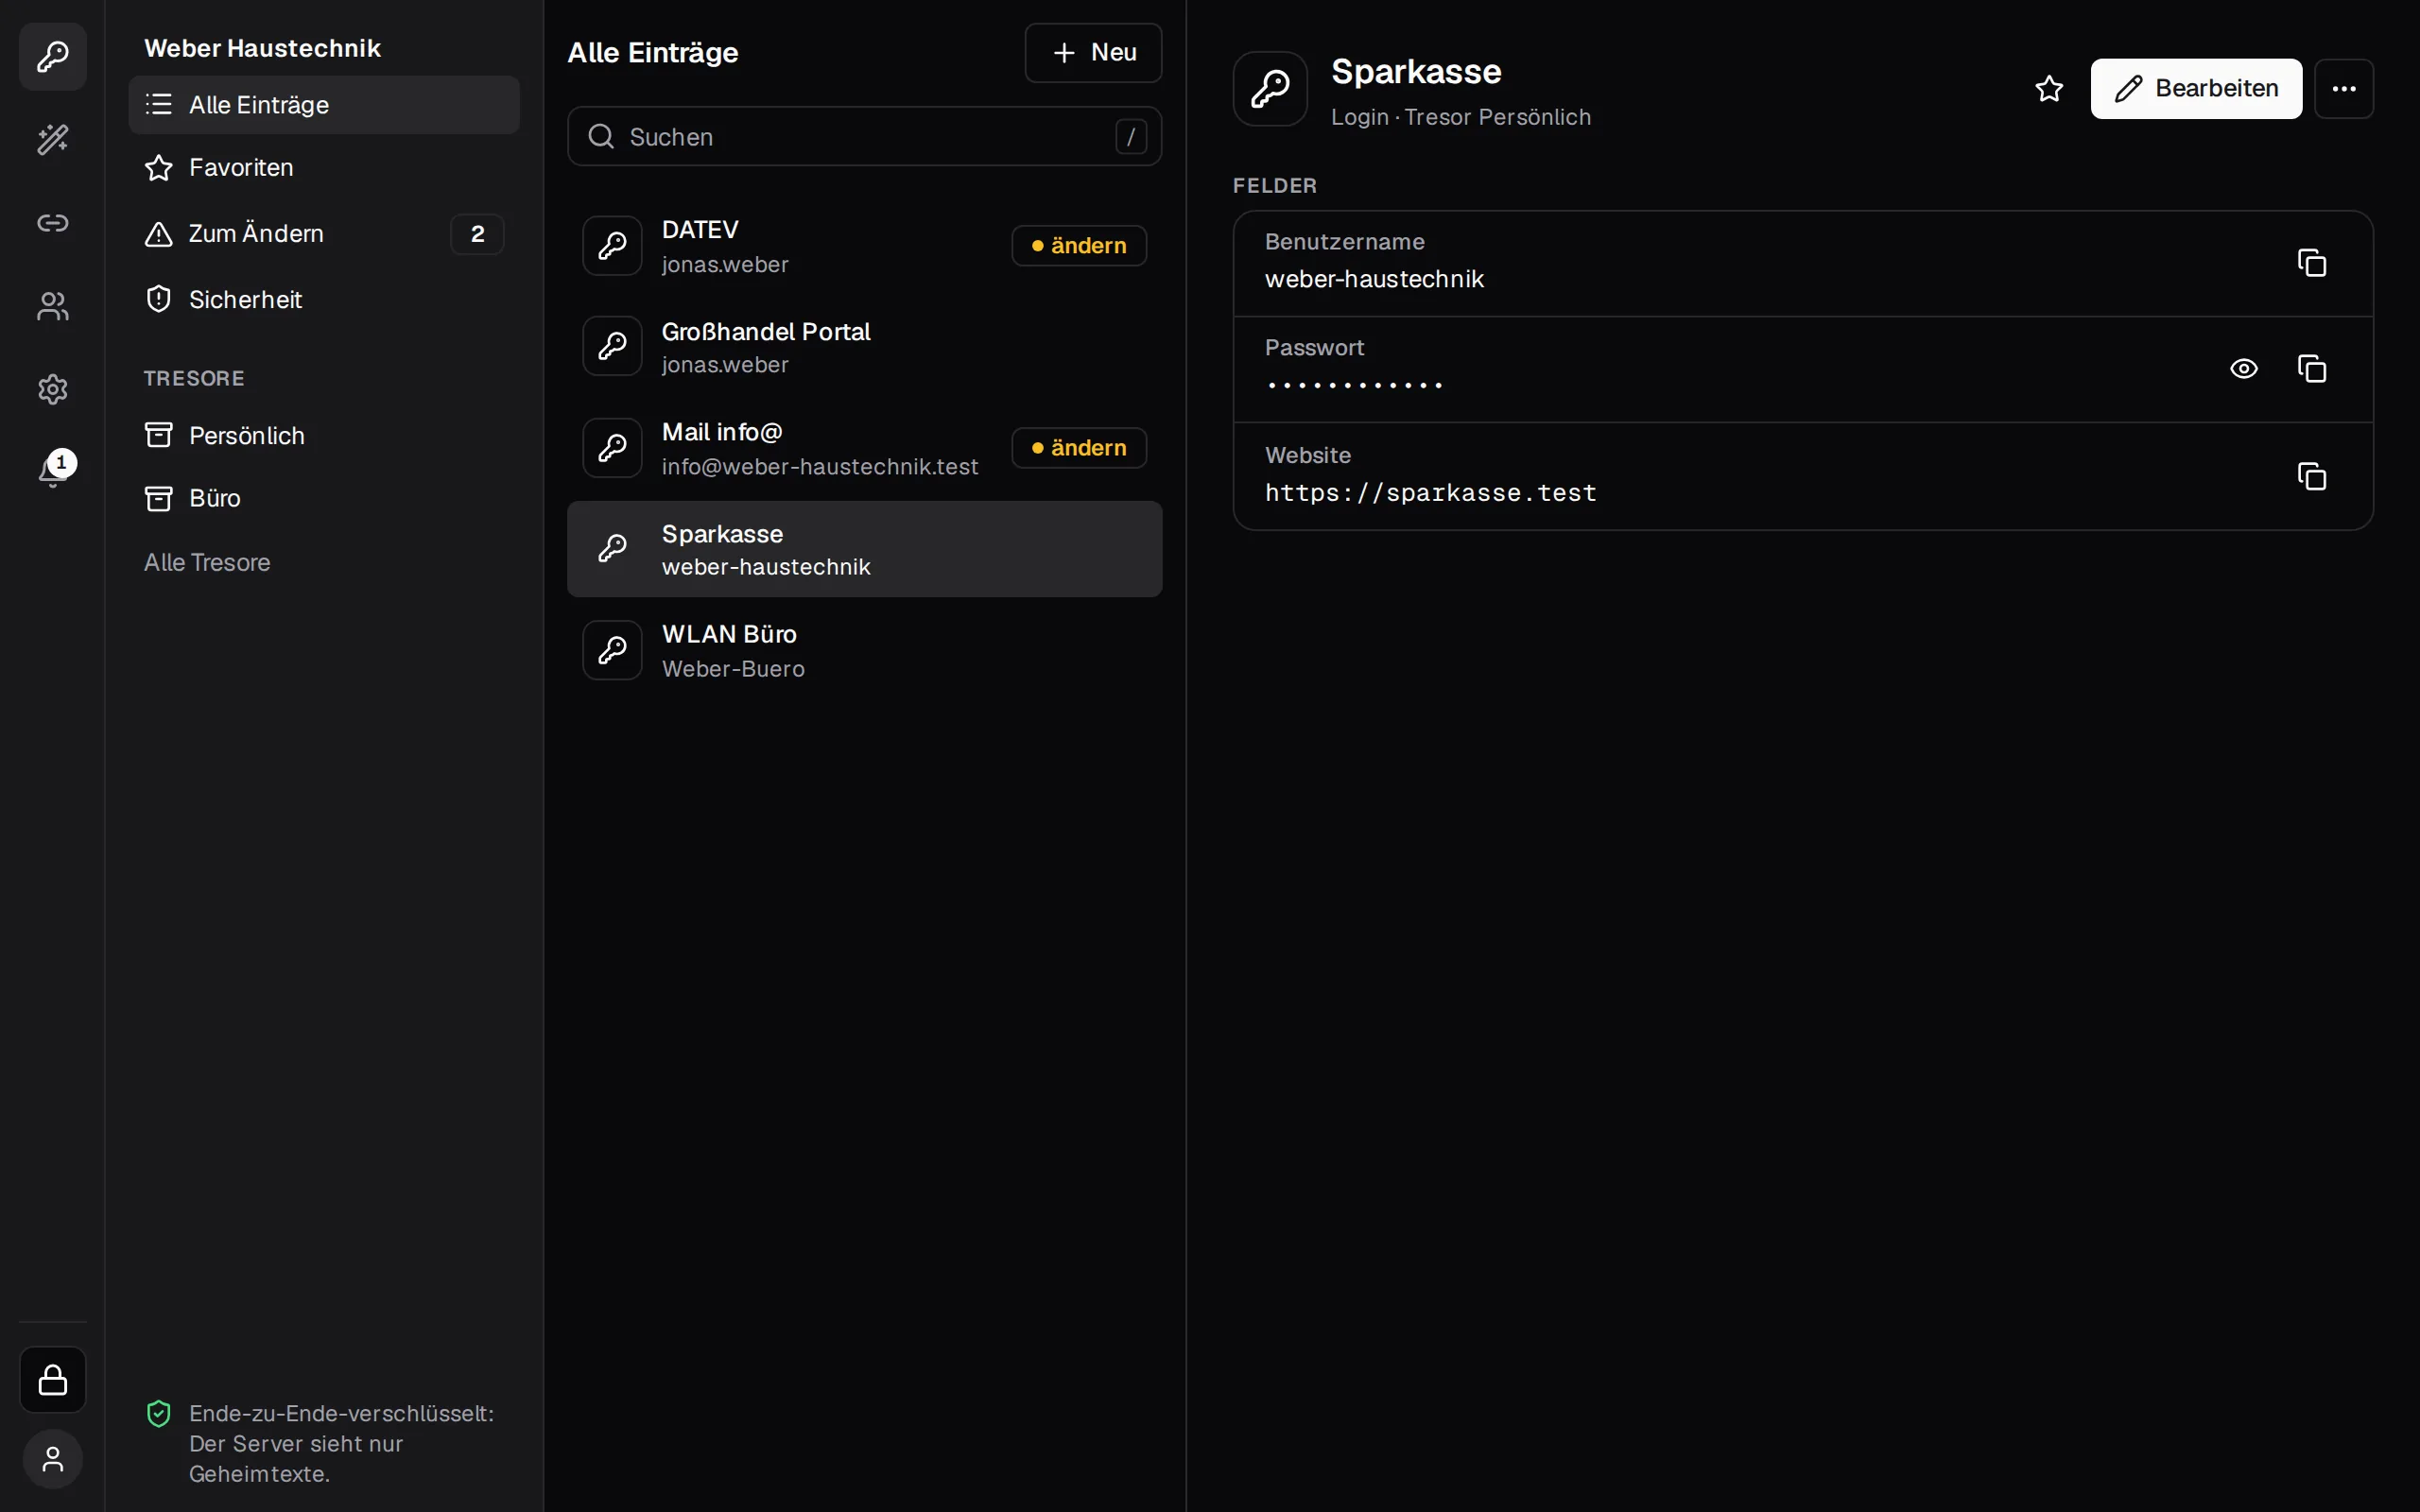 Weber Haustechnik
Alle Einträge
Favoriten
Zum Ändern
2
Sicherheit
TRESORE
Persönlich
Büro
Alle Tresore
1
Ende-zu-Ende-verschlüsselt:
Der Server sieht nur
Geheimtexte.
Alle Einträge
Neu
Suchen
/
DATEV
jonas.weber
ändern
Großhandel Portal
jonas.weber
Mail info@
info@weber-haustechnik.test
ändern
Sparkasse
weber-haustechnik
WLAN Büro
Weber-Buero
Sparkasse
Login · Tresor Persönlich
Bearbeiten
FELDER
Benutzername
weber-haustechnik
Passwort
••••••••••••
Website
https://sparkasse.test